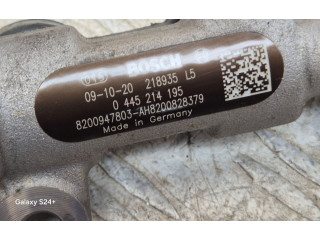 BOSCH
09-10-20 218935 L5
0 445 214 195
8200947803-AH8200828379
Made in Germany
Galaxy S24+